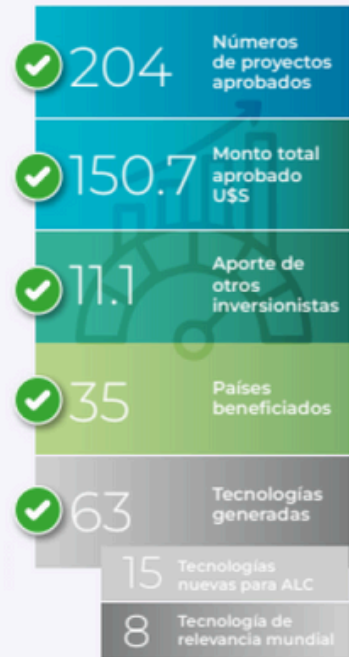 204
Números
de proyectos
aprobados
150.7
Monto total
aprobado
U$S
11.1
Aporte de
otros
inversionistas
35
Países
beneficiados
63
Tecnologías
generadas
15
Tecnologías
nuevas para ALC
8
Tecnología de
relevancia mundial